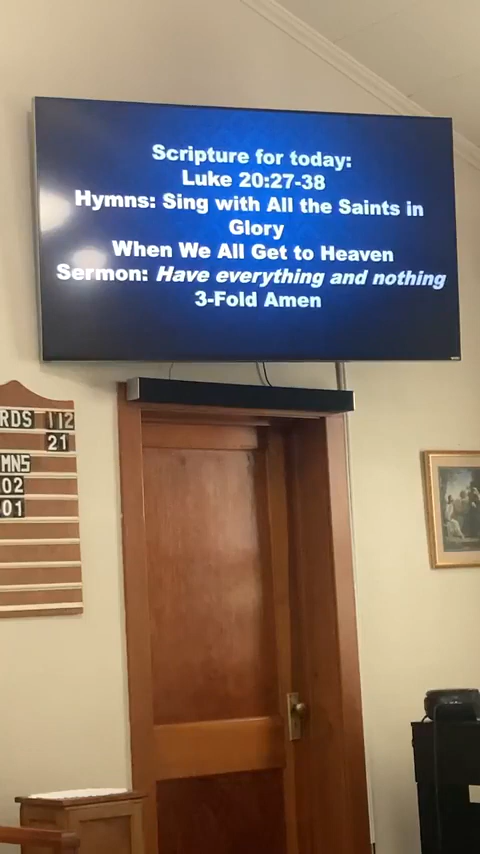 Scripture for today:
Luke 20:27-38
Hymns: Sing with All the Saints in
Glory
When We All Get to Heaven
Sermon: Have everything and nothing
3-Fold Amen
RDS 112
21
MNS
02
01